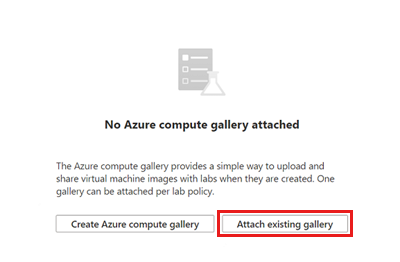 No Azure compute gallery attached
The Azure compute gallery provides a simple way to upload and
share virtual machine images with labs when they are created. One
gallery can be attached per lab policy.
Create Azure compute gallery Attach existing gallery